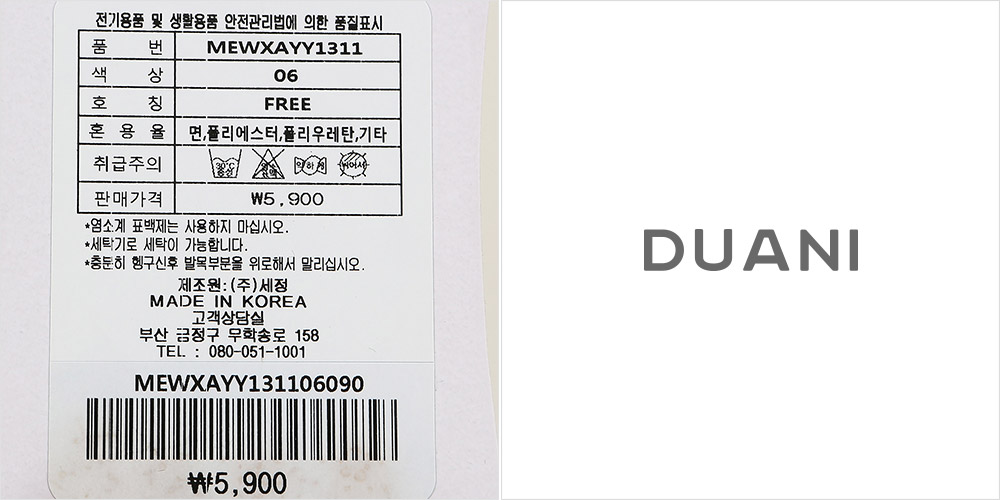 전기용품 및 생활용품 안전관리법에 의한 품질표시
품 번 MEWXAYY1311
색 상 06
호 칭 FREE
혼 용 율 면,폴리에스터,폴리우레탄,기타
취급주의 30℃ 중성
판매가격 ₩5,900
*염소계 표백제는 사용하지 마십시오.
*세탁기로 세탁이 가능합니다.
*충분히 헹구신후 발목부분을 위로해서 말리십시오.
제조원:(주)세정
MADE IN KOREA
고객상담실
부산 금정구 무학송로 158
TEL : 080-051-1001
MEWXAYY131106090
₩5,900
DUANI